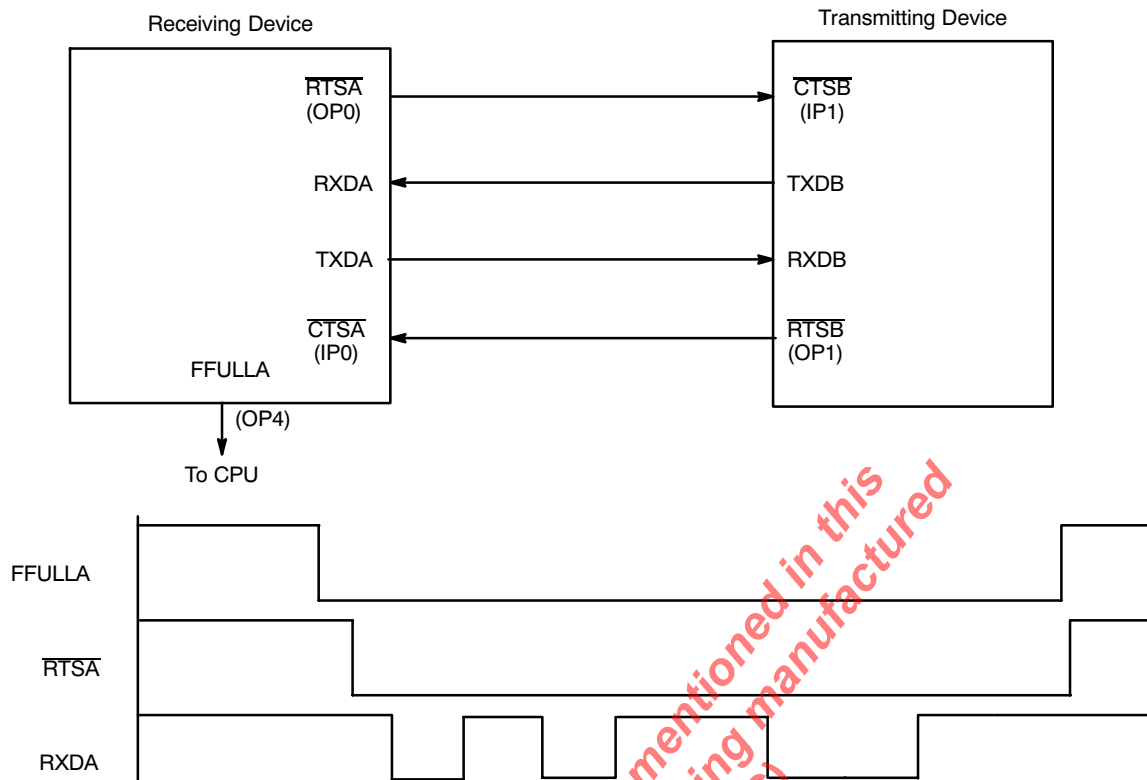 Receiving Device
Transmitting Device
RTSA
(OP0)
CTSB
(IP1)
RXDA
TXDB
TXDA
RXDB
CTSA
(IP0)
RTSB
(OP1)
FFULLA
(OP4)
To CPU
FFULLA
RTSA
RXDA
mentioned in this
ing manufactured